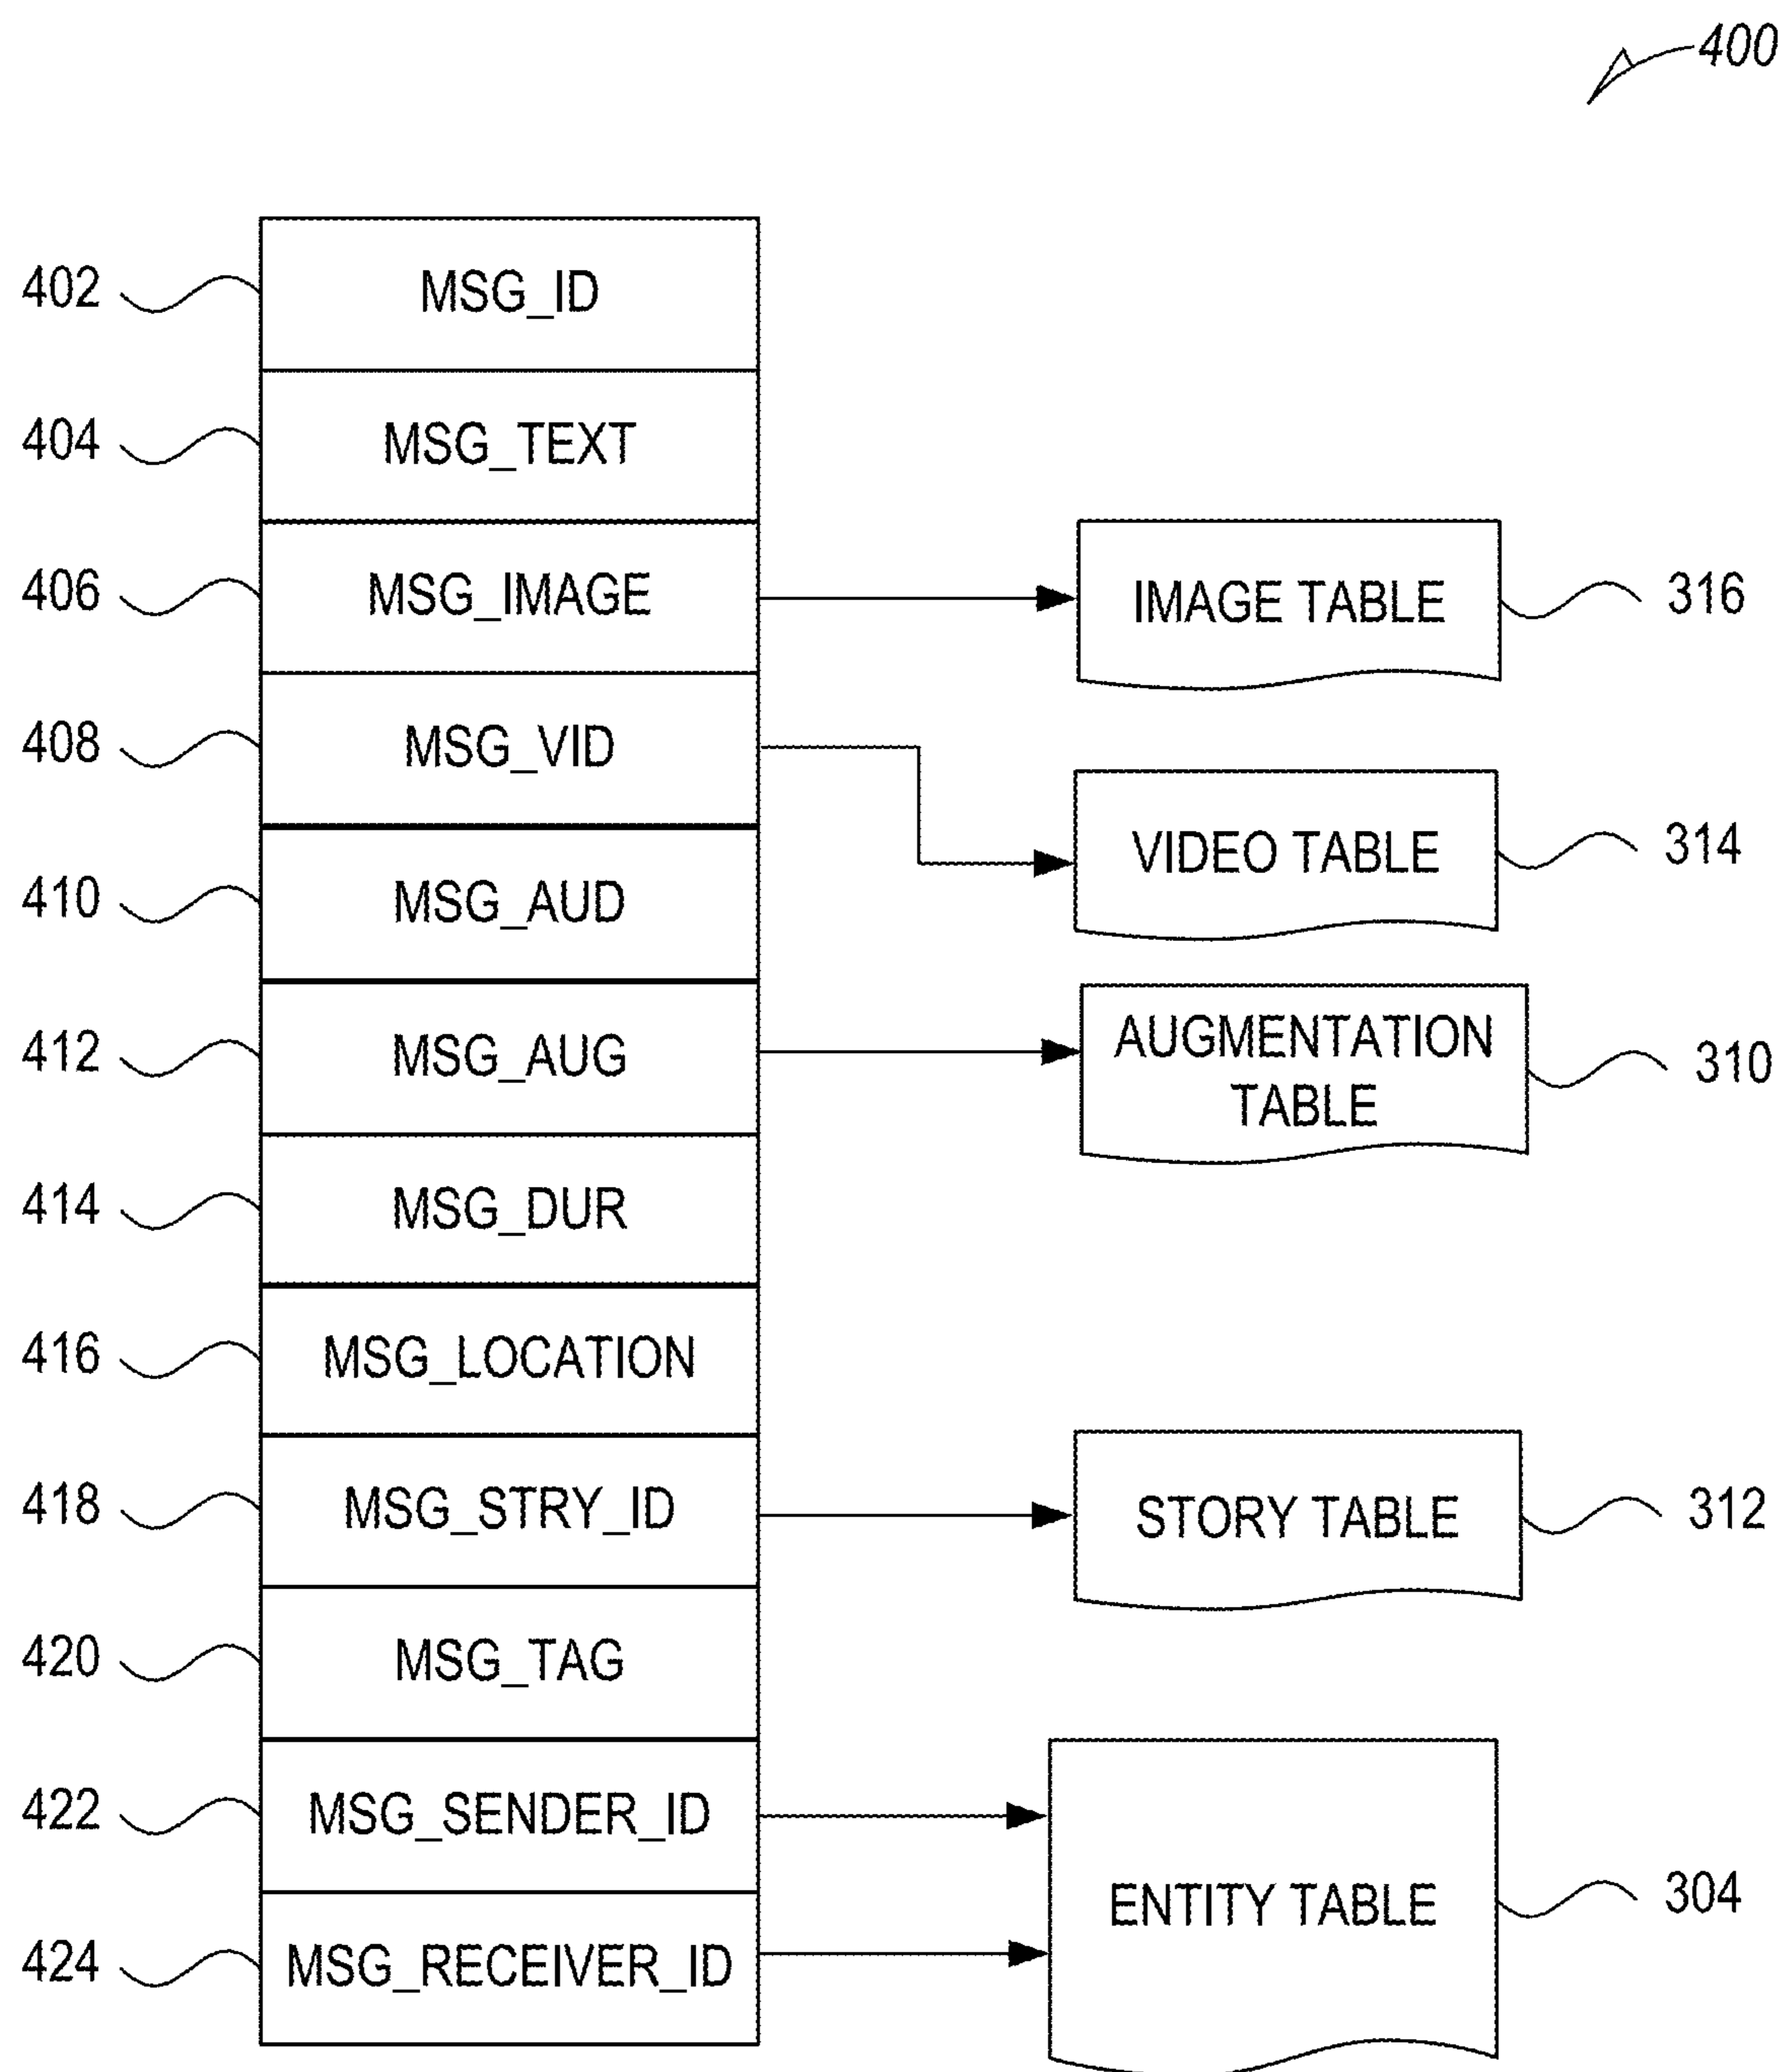 400
402 MSG_ID
404 MSG_TEXT
406 MSG_IMAGE IMAGE TABLE 316
408 MSG_VID
VIDEO TABLE 314
410 MSG_AUD
412 MSG_AUG AUGMENTATION
TABLE 310
414 MSG_DUR
416 MSG_LOCATION
418 MSG_STRY_ID STORY TABLE 312
420 MSG_TAG
422 MSG_SENDER_ID
ENTITY TABLE 304
424 MSG_RECEIVER_ID